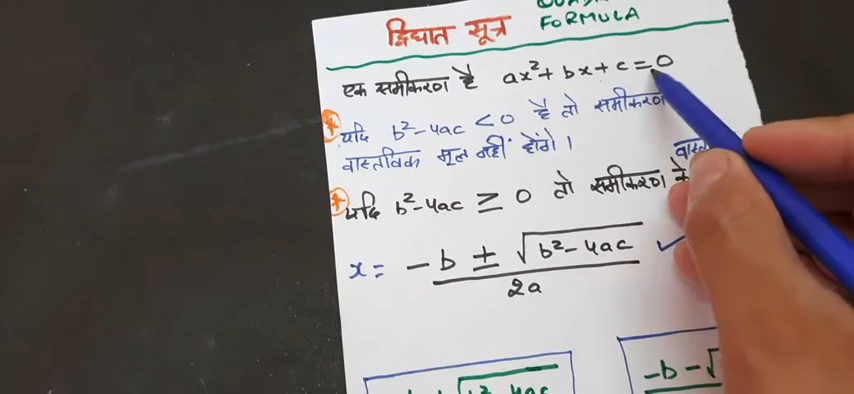 द्विघात सूत्र
FORMULA
एक समीकरण है ax²+bx+c=0
यदि b²-4ac <0 है तो समीकरण
वास्तविक मूल नहीं होंगे।
यदि b²-4ac ≥ 0 तो समीकरण के
x = -b ± √b²-4ac
2a
-b-√